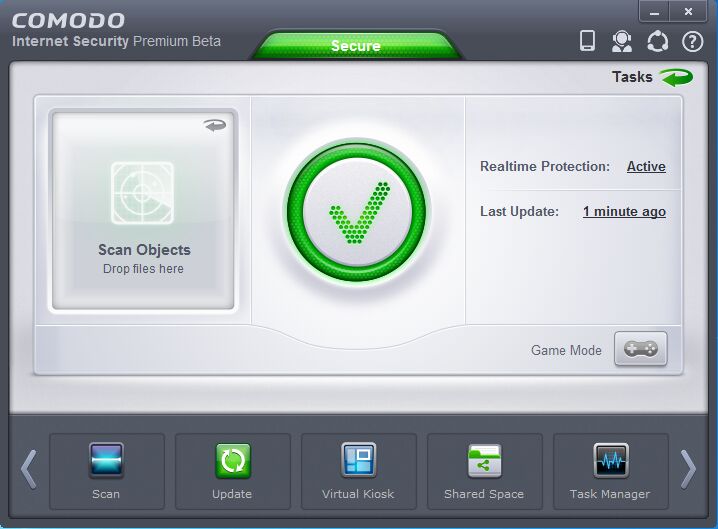 COMODO
Internet Security Premium Beta
Secure
Tasks
Scan Objects
Drop files here
Realtime Protection: Active
Last Update: 1 minute ago
Game Mode
Scan
Update
Virtual Kiosk
Shared Space
Task Manager